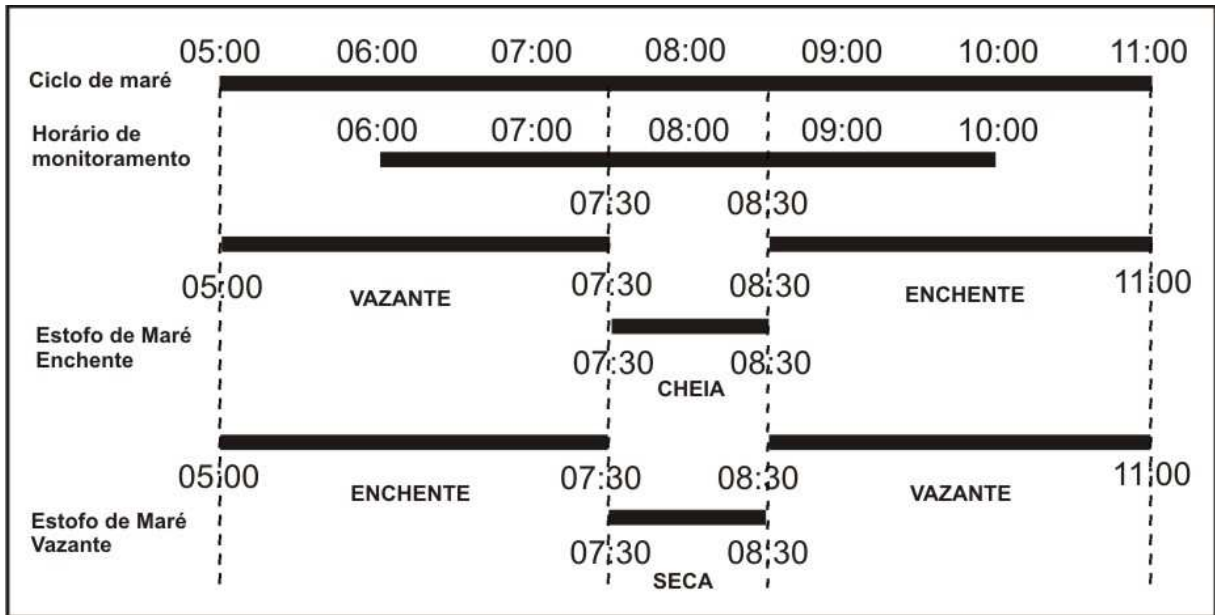 05:00 06:00 07:00 08:00 09:00 10:00 11:00
Ciclo de maré
Horário de
monitoramento
06:00 07:00 08:00 09:00 10:00
07:30 08:30
05:00 VAZANTE 07:30 08:30 ENCHENTE 11:00
Estofo de Maré
Enchente
07:30 08:30
CHEIA
05:00 ENCHENTE 07:30 08:30 VAZANTE 11:00
Estofo de Maré
Vazante
07:30 08:30
SECA